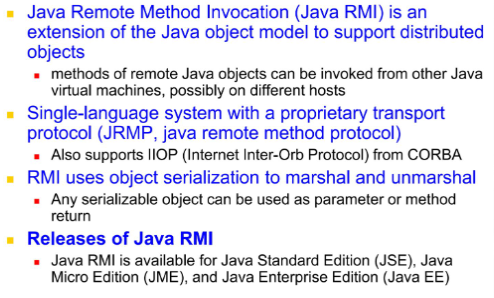 Java Remote Method Invocation (Java RMI) is an
extension of the Java object model to support distributed
objects
methods of remote Java objects can be invoked from other Java
virtual machines, possibly on different hosts
Single-language system with a proprietary transport
protocol (JRMP, java remote method protocol)
Also supports IIOP (Internet Inter-Orb Protocol) from CORBA
RMI uses object serialization to marshal and unmarshal
Any serializable object can be used as parameter or method
return
Releases of Java RMI
Java RMI is available for Java Standard Edition (JSE), Java
Micro Edition (JME), and Java Enterprise Edition (Java EE)